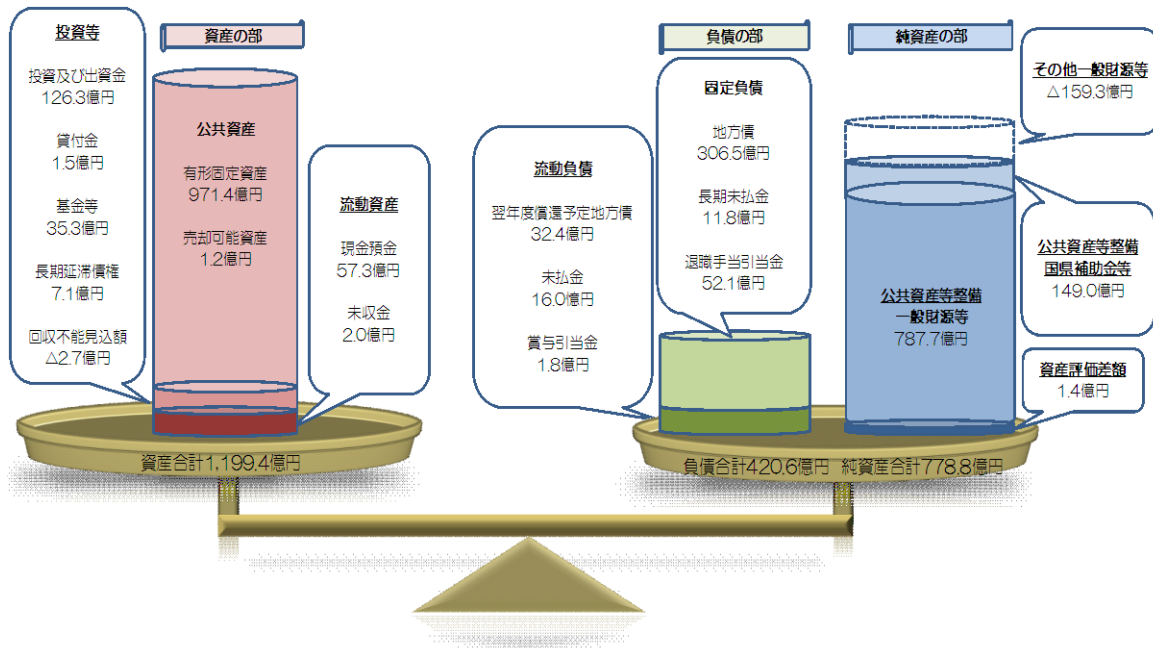 投資等
投資及び出資金
126.3億円
貸付金
1.5億円
基金等
35.3億円
長期延滞債権
7.1億円
回収不能見込額
△2.7億円
資産の部
公共資産
有形固定資産
971.4億円
売却可能資産
1.2億円
流動資産
現金預金
57.3億円
未収金
2.0億円
資産合計1,199.4億円
負債の部
固定負債
地方債
306.5億円
長期未払金
11.8億円
退職手当引当金
52.1億円
流動負債
翌年度償還予定地方債
32.4億円
未払金
16.0億円
賞与引当金
1.8億円
負債合計420.6億円
純資産の部
その他一般財源等
△159.3億円
公共資産等整備
国県補助金等
149.0億円
公共資産等整備
一般財源等
787.7億円
資産評価差額
1.4億円
純資産合計778.8億円